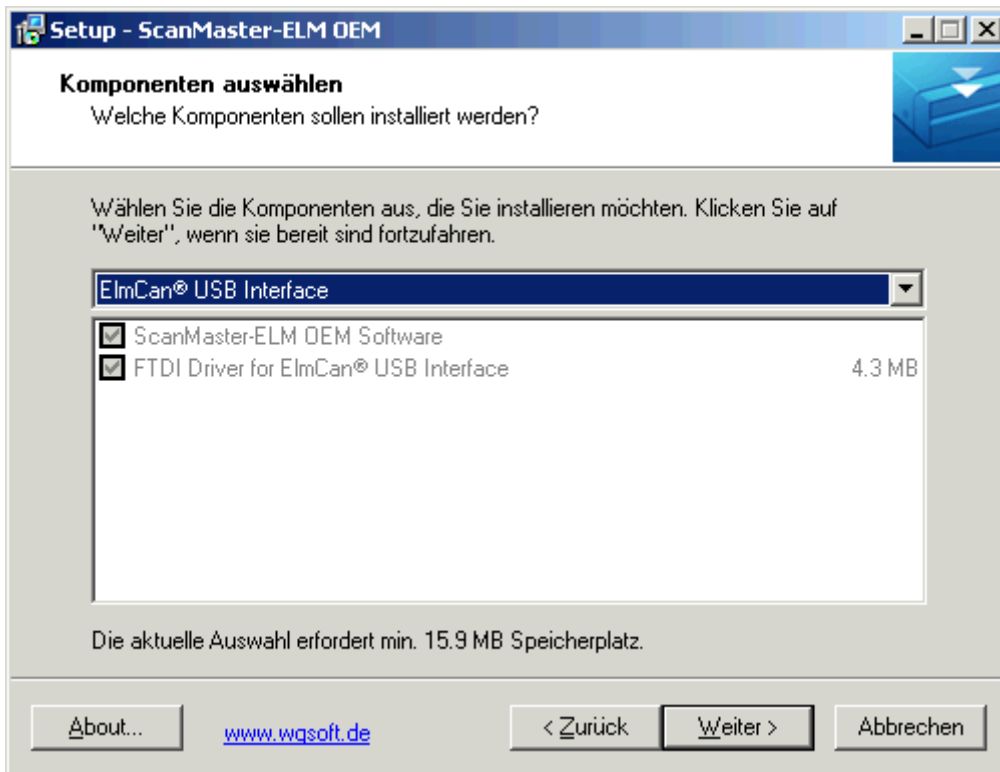 Setup - ScanMaster-ELM OEM
Komponenten auswählen
Welche Komponenten sollen installiert werden?
Wählen Sie die Komponenten aus, die Sie installieren möchten. Klicken Sie auf
"Weiter", wenn sie bereit sind fortzufahren.
ElmCan® USB Interface
ScanMaster-ELM OEM Software
FTDI Driver for ElmCan® USB Interface 4.3 MB
Die aktuelle Auswahl erfordert min. 15.9 MB Speicherplatz.
About... www.wgsoft.de < Zurück Weiter > Abbrechen